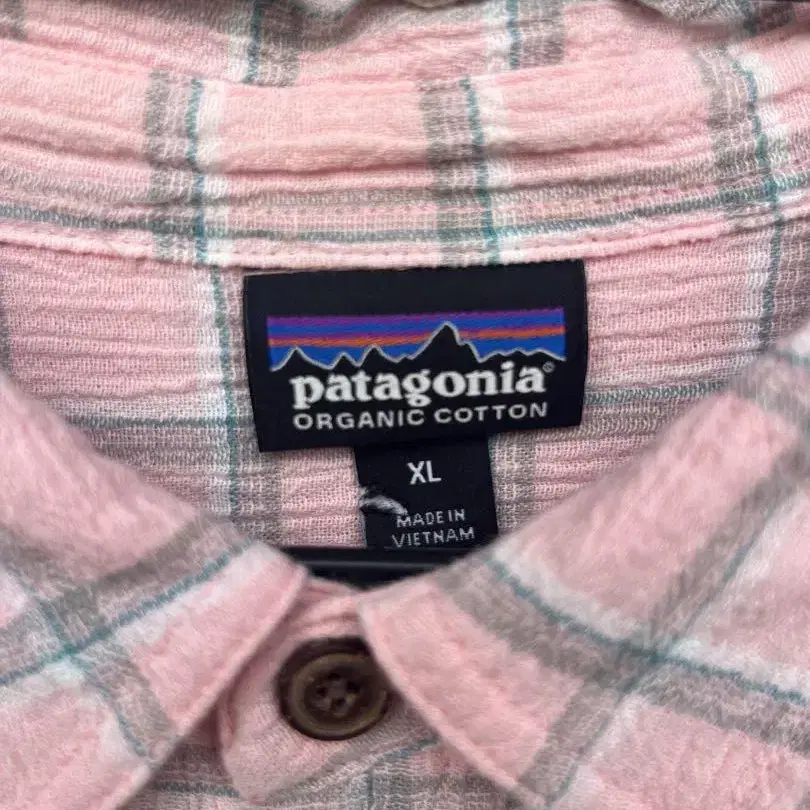 patagonia®
ORGANIC COTTON
XL
MADE IN
VIETNAM